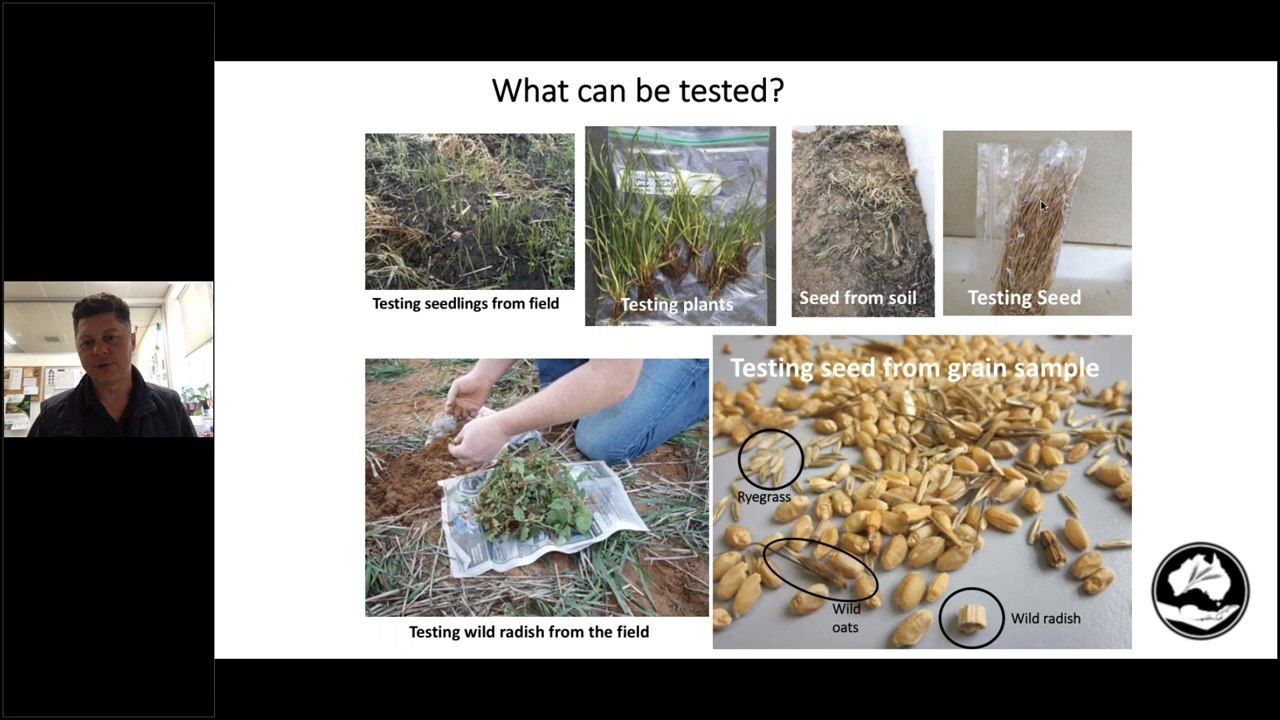 What can be tested?
Testing seedlings from field
Testing plants
Seed from soil
Testing Seed
Testing wild radish from the field
Testing seed from grain sample
Ryegrass
Wild
oats
Wild radish